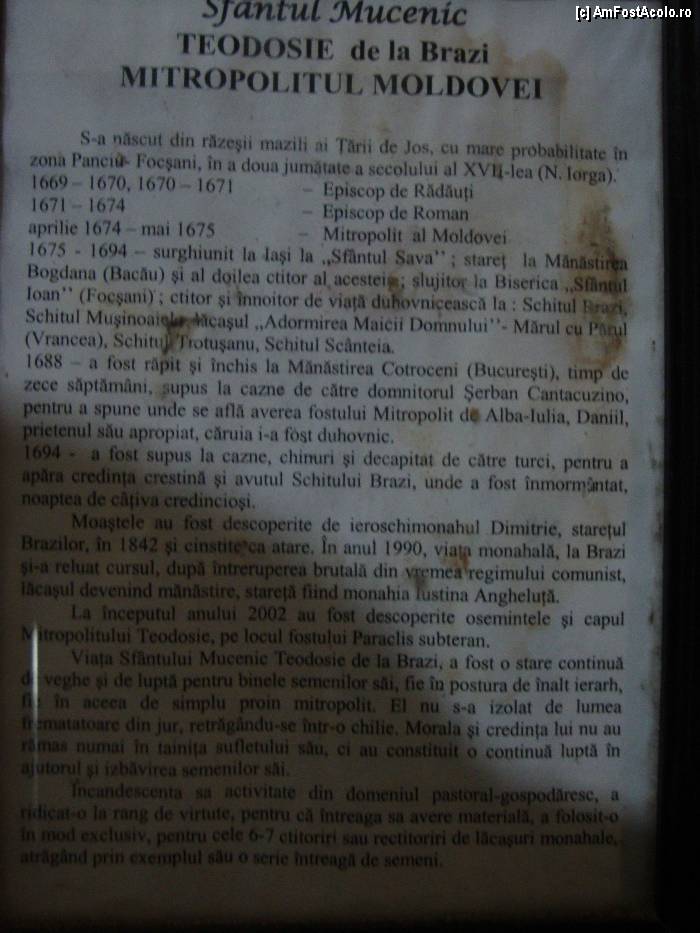 [c] AmFostAcolo.ro
Sfântul Mucenic
TEODOSIE de la Brazi
MITROPOLITUL MOLDOVEI
S-a născut din răzeşii mazili ai Ţării de Jos, cu mare probabilitate în
zona Panciu- Focşani, în a doua jumătate a secolului al XVII-lea (N. Iorga).
1669 – 1670, 1670 – 1671 – Episcop de Rădăuţi
1671 – 1674 – Episcop de Roman
aprilie 1674 – mai 1675 – Mitropolit al Moldovei
1675 - 1694 – surghiunit la Iaşi la „Sfântul Sava'' ; stareţ la Mănăstirea
Bogdana (Bacău) şi al doilea ctitor al acesteia ; slujitor la Biserica „Sfântul
Ioan'' (Focşani) ; ctitor şi înnoitor de viaţă duhovnicească la : Schitul Brazi,
Schitul Muşinoaiele, lăcaşul „Adormirea Maicii Domnului''- Mărul cu Părul
(Vrancea), Schitul Trotuşanu, Schitul Scânteia.
1688 – a fost răpit şi închis la Mănăstirea Cotroceni (Bucureşti), timp de
zece săptămâni, supus la cazne de către domnitorul Şerban Cantacuzino,
pentru a spune unde se află averea fostului Mitropolit de Alba-Iulia, Daniil,
prietenul său apropiat, căruia i-a fost duhovnic.
1694 - a fost supus la cazne, chinuri şi decapitat de către turci, pentru a
apăra credinţa crestină şi avutul Schitului Brazi, unde a fost înmormântat,
noaptea de câţiva credincioşi.
Moaştele au fost descoperite de ieroschimonahul Dimitrie, stareţul
Brazilor, în 1842 şi cinstite ca atare. În anul 1990, viaţa monahală, la Brazi
şi-a reluat cursul, după întreruperea brutală din vremea regimului comunist,
lăcaşul devenind mănăstire, stareţă fiind monahia Iustina Angheluţă.
La începutul anului 2002 au fost descoperite osemintele şi capul
Mitropolitului Teodosie, pe locul fostului Paraclis subteran.
Viaţa Sfântului Mucenic Teodosie de la Brazi, a fost o stare continuă
de veghe şi de luptă pentru binele semenilor săi, fie în postura de înalt ierarh,
fie în aceea de simplu proin mitropolit. El nu s-a izolat de lumea
frematatoare din jur, retrăgându-se într-o chilie. Morala şi credinţa lui nu au
rămas numai în tainiţa sufletului său, ci au constituit o continuă luptă în
ajutorul şi izbăvirea semenilor săi.
Incandescenta sa activitate din domeniul pastoral-gospodăresc, a
ridicat-o la rang de virtute, pentru că întreaga sa avere materială, a folosit-o
în mod exclusiv, pentru cele 6-7 ctitoriri sau rectitoriri de lăcaşuri monahale,
atrăgând prin exemplul său o serie întreagă de semeni.